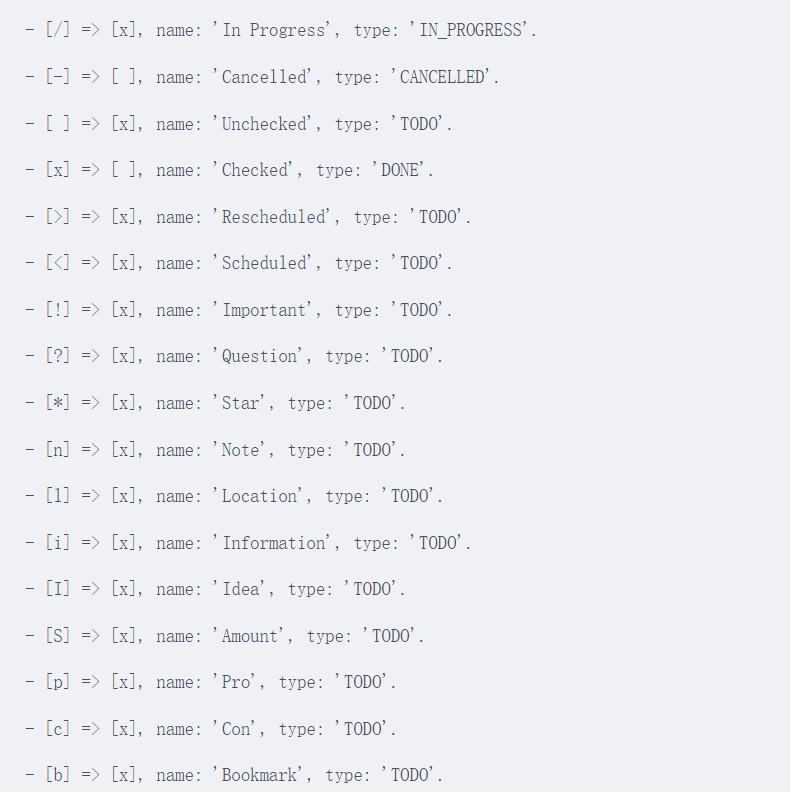 - [/] => [x], name: 'In Progress', type: 'IN_PROGRESS'.
- [-] => [ ], name: 'Cancelled', type: 'CANCELLED'.
- [ ] => [x], name: 'Unchecked', type: 'TODO'.
- [x] => [ ], name: 'Checked', type: 'DONE'.
- [>] => [x], name: 'Rescheduled', type: 'TODO'.
- [<] => [x], name: 'Scheduled', type: 'TODO'.
- [!] => [x], name: 'Important', type: 'TODO'.
- [?] => [x], name: 'Question', type: 'TODO'.
- [*] => [x], name: 'Star', type: 'TODO'.
- [n] => [x], name: 'Note', type: 'TODO'.
- [l] => [x], name: 'Location', type: 'TODO'.
- [i] => [x], name: 'Information', type: 'TODO'.
- [I] => [x], name: 'Idea', type: 'TODO'.
- [S] => [x], name: 'Amount', type: 'TODO'.
- [p] => [x], name: 'Pro', type: 'TODO'.
- [c] => [x], name: 'Con', type: 'TODO'.
- [b] => [x], name: 'Bookmark', type: 'TODO'.